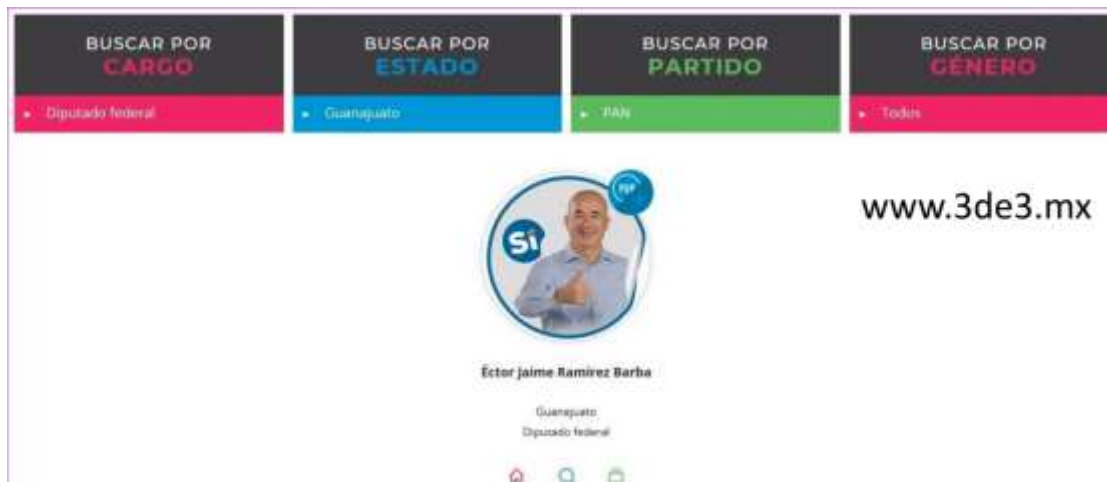 BUSCAR POR
CARGO
▸ Diputado federal
BUSCAR POR
ESTADO
▸ Guanajuato
BUSCAR POR
PARTIDO
▸ PAN
BUSCAR POR
GÉNERO
▸ Todos
Sí
www.3de3.mx
Éctor Jaime Ramírez Barba
Guanajuato
Diputado federal